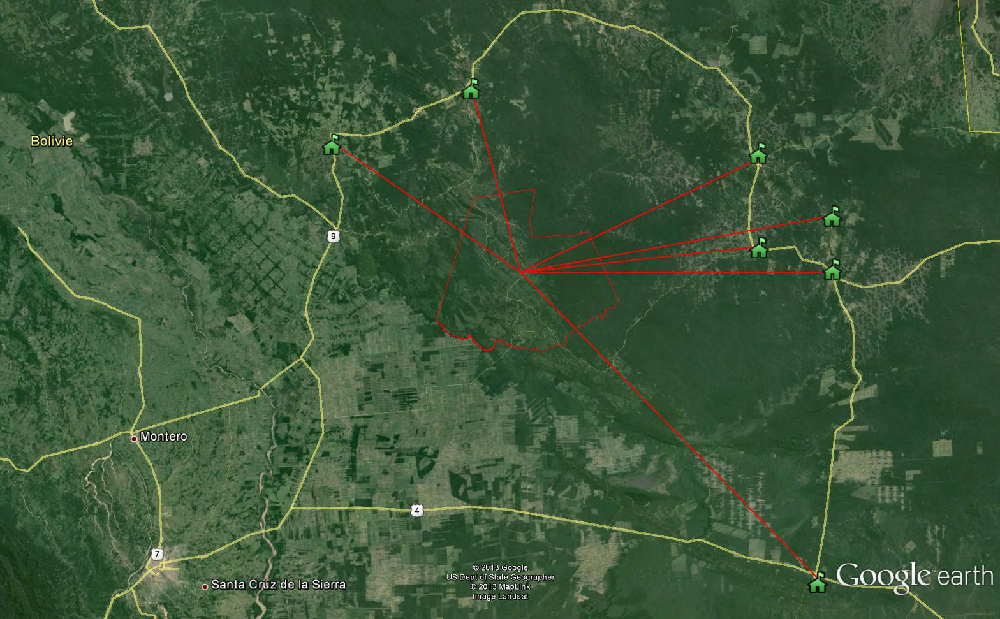 Bolivie
9
Montero
4
7
Santa Cruz de la Sierra
© 2013 Google
US Dept of State Geographer
© 2013 MapLink
Image Landsat
Google earth